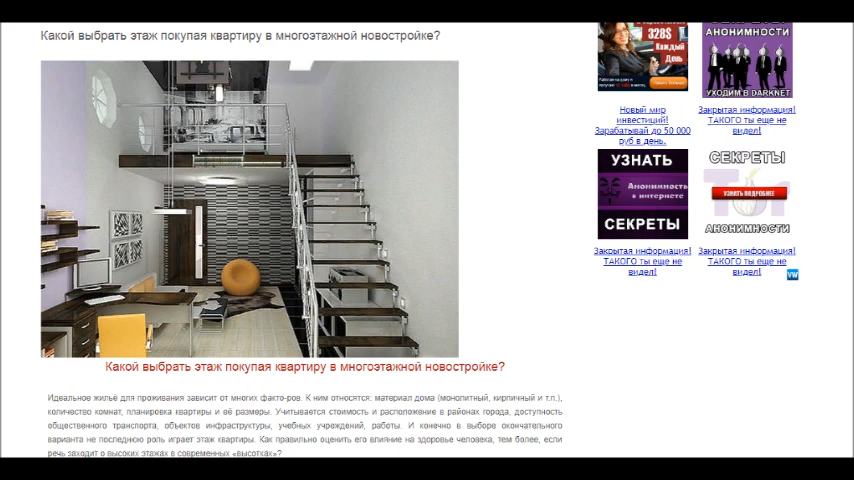 Какой выбрать этаж покупая квартиру в многоэтажной новостройке?
328$
Каждый
День
АНОНИМНОСТИ
УХОДИМ В DARKNET
Новый мир
инвестиций!
Зарабатывай до 50 000
руб в день.
Закрытая информация!
ТАКОГО ты еще не
видел!
УЗНАТЬ
Анонимность
в интернете
СЕКРЕТЫ
СЕКРЕТЫ
УЗНАТЬ ПОДРОБНЕЕ
АНОНИМНОСТИ
Закрытая информация!
ТАКОГО ты еще не
видел!
Закрытая информация!
ТАКОГО ты еще не
видел!
VW
Какой выбрать этаж покупая квартиру в многоэтажной новостройке?
Идеальное жильё для проживания зависит от многих факто-ров. К ним относятся: материал дома (монолитный, кирпичный и т.п.),
количество комнат, планировка квартиры и её размеры. Учитывается стоимость и расположение в районах города, доступность
общественного транспорта, объектов инфраструктуры, учебных учреждений, работы. И конечно в выборе окончательного
варианта не последнюю роль играет этаж квартиры. Как правильно оценить его влияние на здоровье человека, тем более, если
речь заходит о высоких этажах в современных «высотках»?